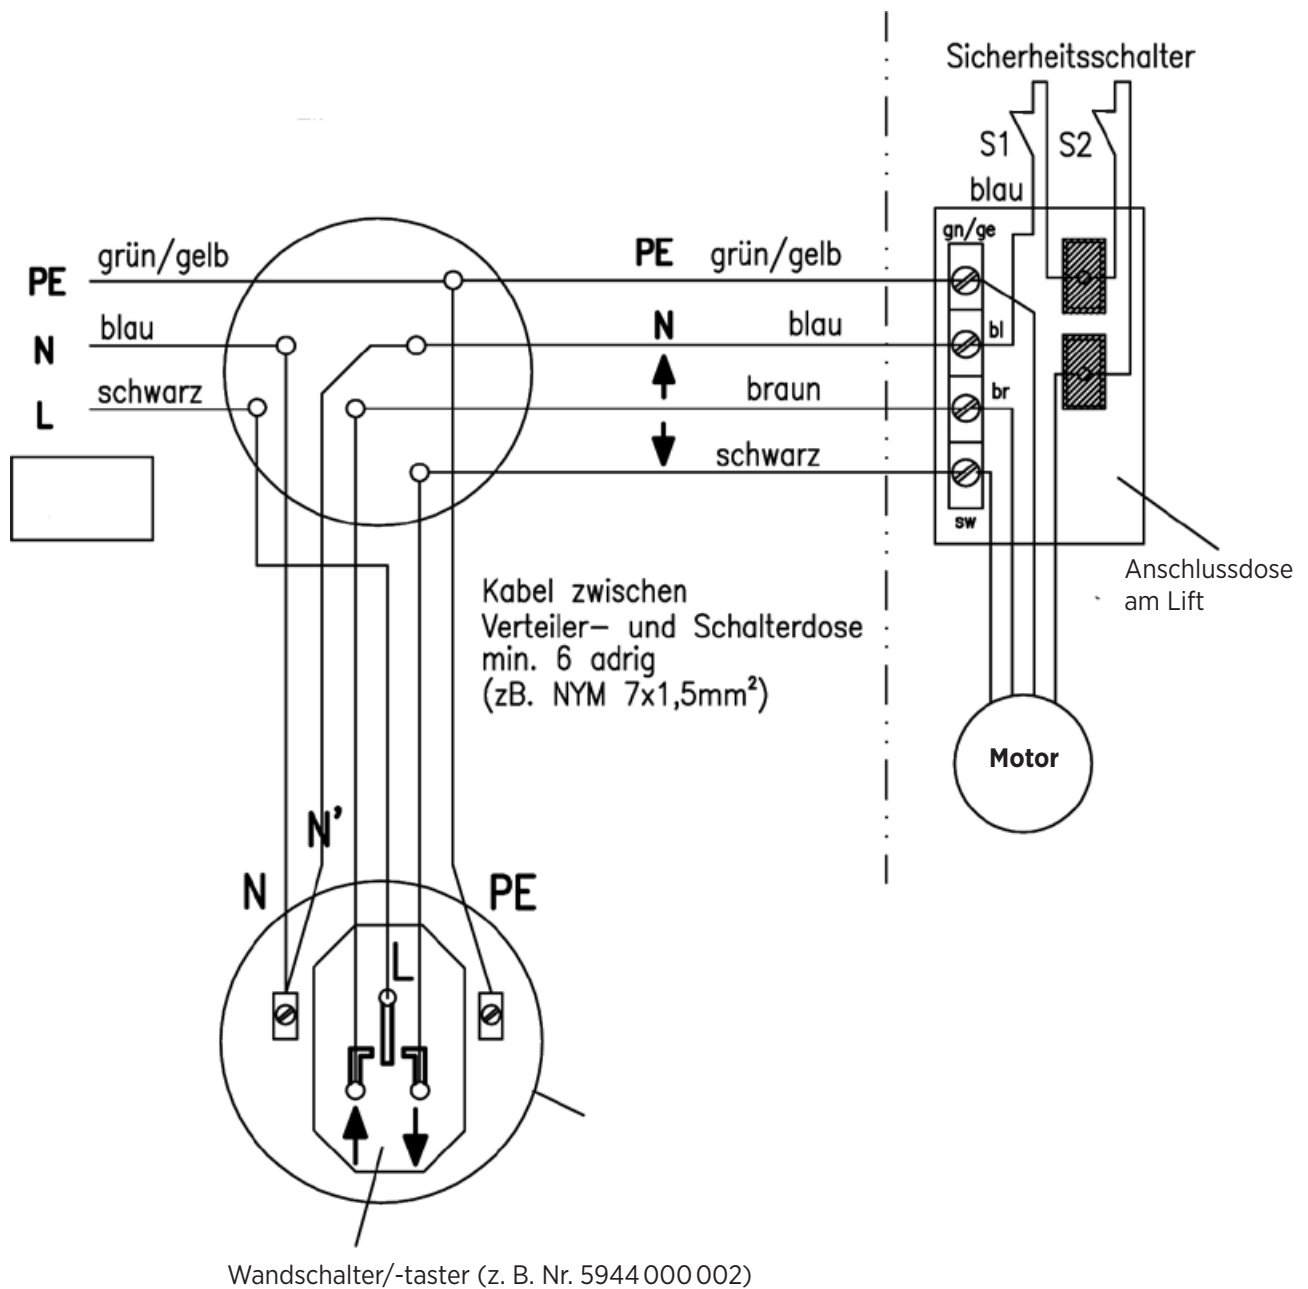 Sicherheitsschalter
S1
S2
blau
gn/ge
PE
grün/gelb
PE
grün/gelb
N
blau
N
blau
bl
L
schwarz
braun
br
schwarz
sw
Anschlussdose
am Lift
Kabel zwischen
Verteiler– und Schalterdose
min. 6 adrig
(zB. NYM 7x1,5mm²)
Motor
N'
N
PE
L
Wandschalter/-taster (z. B. Nr. 5944 000 002)